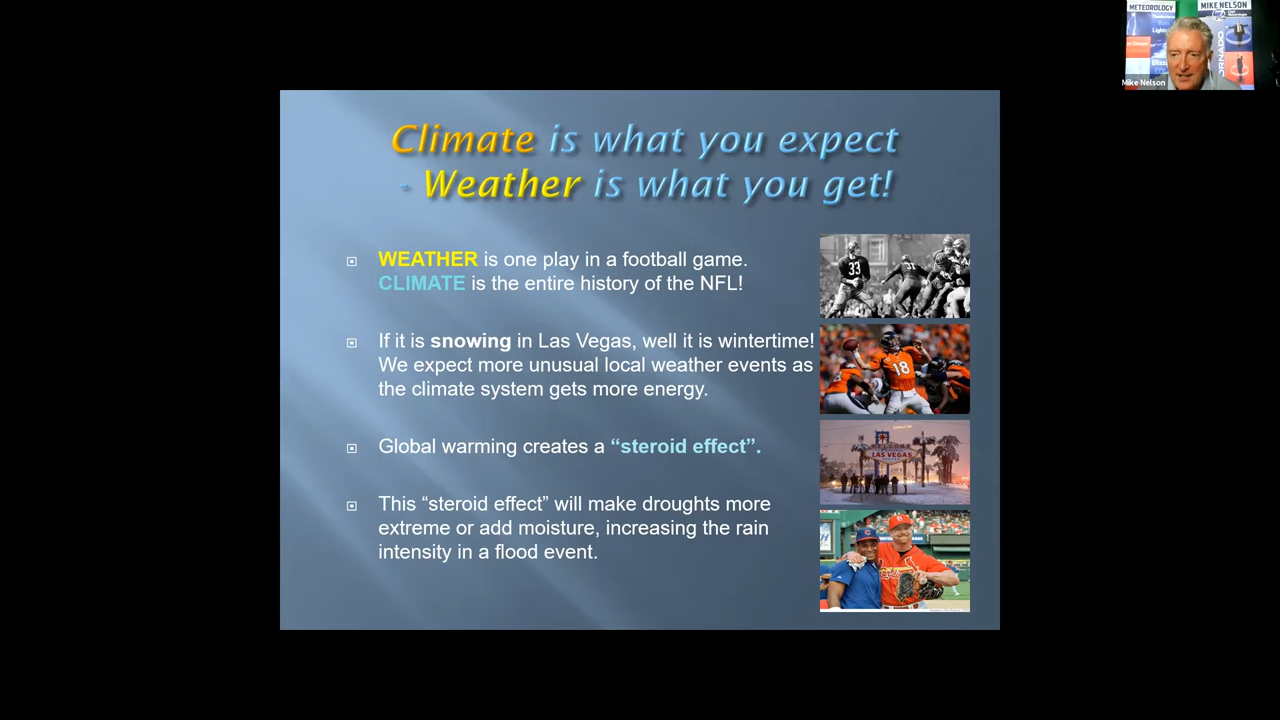 METEOROLOGY
MIKE NELSON
Mike Nelson
Climate is what you expect
- Weather is what you get!
WEATHER is one play in a football game.
CLIMATE is the entire history of the NFL!
If it is snowing in Las Vegas, well it is wintertime!
We expect more unusual local weather events as
the climate system gets more energy.
Global warming creates a “steroid effect”.
This “steroid effect” will make droughts more
extreme or add moisture, increasing the rain
intensity in a flood event.
33
18
LAS VEGAS